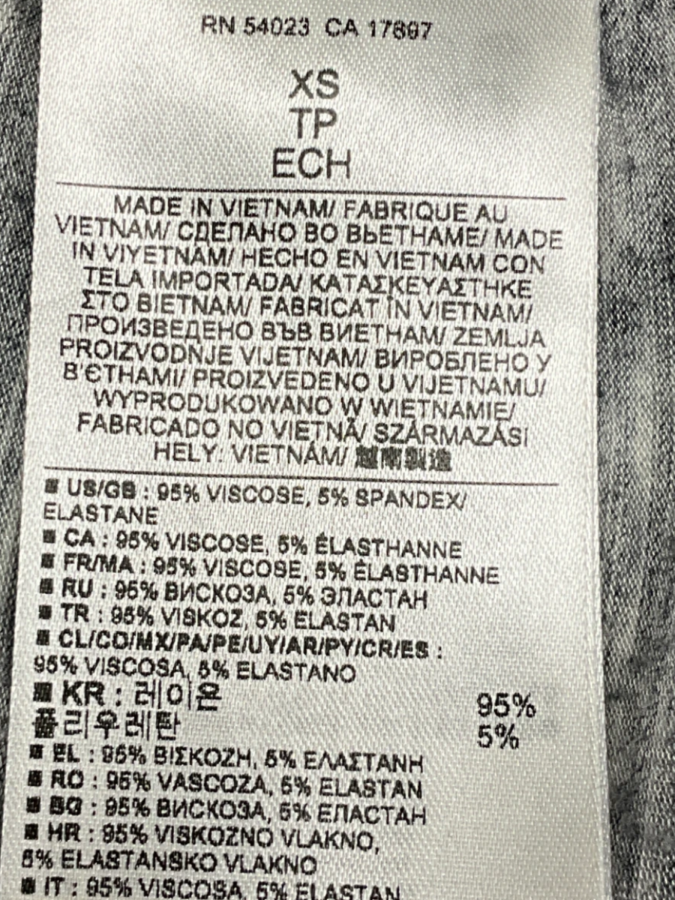 RN 54023 CA 17897
XS
TP
ECH
MADE IN VIETNAM/ FABRIQUE AU
VIETNAM/ СДЕЛАНО ВО ВЬЕТНАМЕ/ MADE
IN VIYETNAM/ HECHO EN VIETNAM CON
TELA IMPORTADA/ ΚΑΤΑΣΚΕΥΑΣΤΗΚΕ
ΣΤΟ ΒΙΕΤΝΑΜ/ FABRICAT ÎN VIETNAM/
ПРОИЗВЕДЕНО ВЪВ ВИЕТНАМ/ ZEMLJA
PROIZVODNJE VIJETNAM/ ВИРОБЛЕНО У
В'ЄТНАМІ/ PROIZVEDENO U VIJETNAMU/
WYPRODUKOWANO W WIETNAMIE/
FABRICADO NO VIETNÃ/ SZÁRMAZÁSI
HELY: VIETNÁM/ 越南製造
■ US/GB : 95% VISCOSE, 5% SPANDEX/
ELASTANE
■ CA : 95% VISCOSE, 5% ÉLASTHANNE
■ FR/MA : 95% VISCOSE, 5% ÉLASTHANNE
■ RU : 95% ВИСКОЗА, 5% ЭЛАСТАН
■ TR : 95% VISKOZ, 5% ELASTAN
■ CL/CO/MX/PA/PE/UY/AR/PY/CR/ES :
95% VISCOSA, 5% ELASTANO
■ KR : 레이온 95%
폴리우레탄 5%
■ EL : 95% ΒΙΣΚΟΖΗ, 5% ΕΛΑΣΤΑΝΗ
■ RO : 95% VASCOZA, 5% ELASTAN
■ BG : 95% ВИСКОЗА, 5% ЕЛАСТАН
■ HR : 95% VISKOZNO VLAKNO,
5% ELASTANSKO VLAKNO
■ IT : 95% VISCOSA, 5% ELASTAN